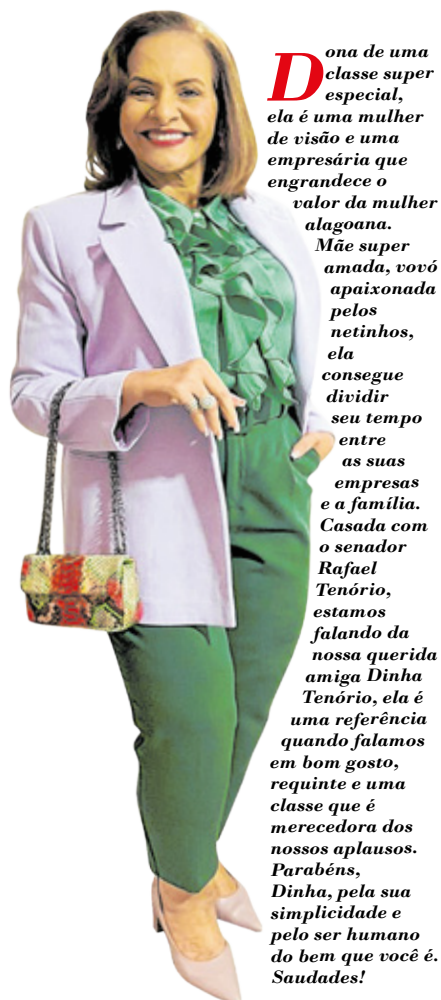 Dona de uma
classe super
especial,
ela é uma mulher
de visão e uma
empresária que
engrandece o
valor da mulher
alagoana.
Mãe super
amada, vovó
apaixonada
pelos
netinhos,
ela
consegue
dividir
seu tempo
entre
as suas
empresas
e a família.
Casada com
o senador
Rafael
Tenório,
estamos
falando da
nossa querida
amiga Dinha
Tenório, ela é
uma referência
quando falamos
em bom gosto,
requinte e uma
classe que é
merecedora dos
nossos aplausos.
Parabéns,
Dinha, pela sua
simplicidade e
pelo ser humano
do bem que você é.
Saudades!